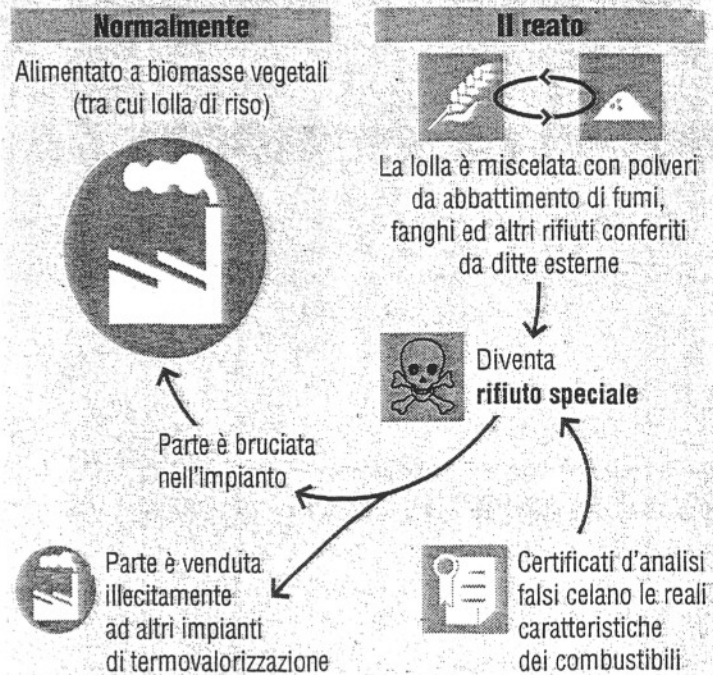 Normalmente
Alimentato a biomasse vegetali
(tra cui lolla di riso)
Il reato
La lolla è miscelata con polveri
da abbattimento di fumi,
fanghi ed altri rifiuti conferiti
da ditte esterne
Diventa
rifiuto speciale
Parte è bruciata
nell'impianto
Parte è venduta
illecitamente
ad altri impianti
di termovalorizzazione
Certificati d'analisi
falsi celano le reali
caratteristiche
dei combustibili